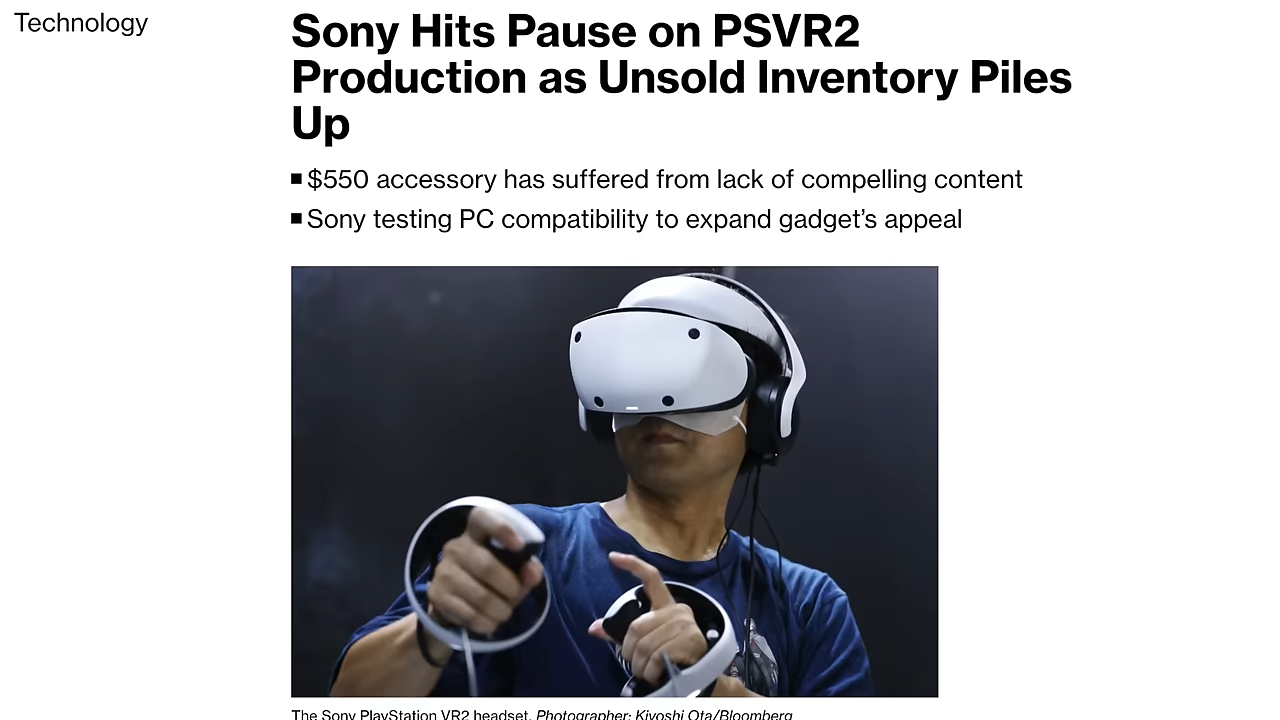 Technology
Sony Hits Pause on PSVR2
Production as Unsold Inventory Piles
Up
$550 accessory has suffered from lack of compelling content
Sony testing PC compatibility to expand gadget's appeal
The Sony PlayStation VR2 headset. Photographer: Kiyoshi Ota/Bloomberg